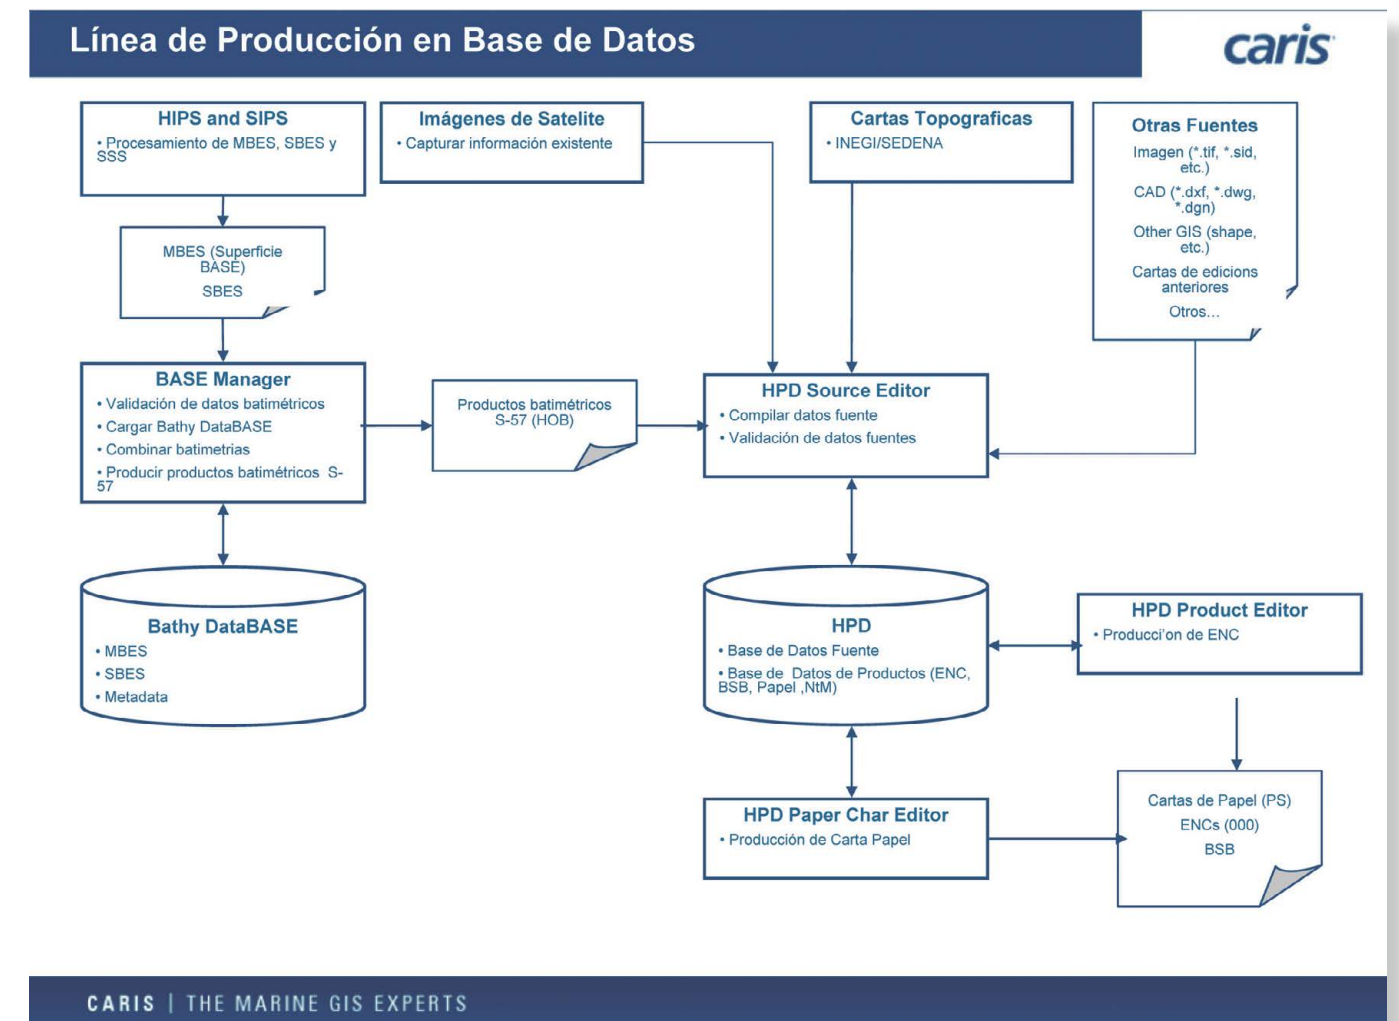 Línea de Producción en Base de Datos
caris
HIPS and SIPS
• Procesamiento de MBES, SBES y
SSS
Imágenes de Satelite
• Capturar información existente
Cartas Topograficas
• INEGI/SEDENA
Otras Fuentes
Imagen (*.tif, *.sid,
etc.)
CAD (*.dxf, *.dwg,
*.dgn)
Other GIS (shape,
etc.)
Cartas de edicions
anteriores
Otros...
MBES (Superficie
BASE)
SBES
BASE Manager
• Validación de datos batimétricos
• Cargar Bathy DataBASE
• Combinar batimetrias
• Producir productos batimétricos S-
57
Productos batimétricos
S-57 (HOB)
HPD Source Editor
• Compilar datos fuente
• Validación de datos fuentes
Bathy DataBASE
• MBES
• SBES
• Metadata
HPD
• Base de Datos Fuente
• Base de Datos de Productos (ENC,
BSB, Papel ,NtM)
HPD Product Editor
• Producci'on de ENC
HPD Paper Char Editor
• Producción de Carta Papel
Cartas de Papel (PS)
ENCs (000)
BSB
CARIS | THE MARINE GIS EXPERTS